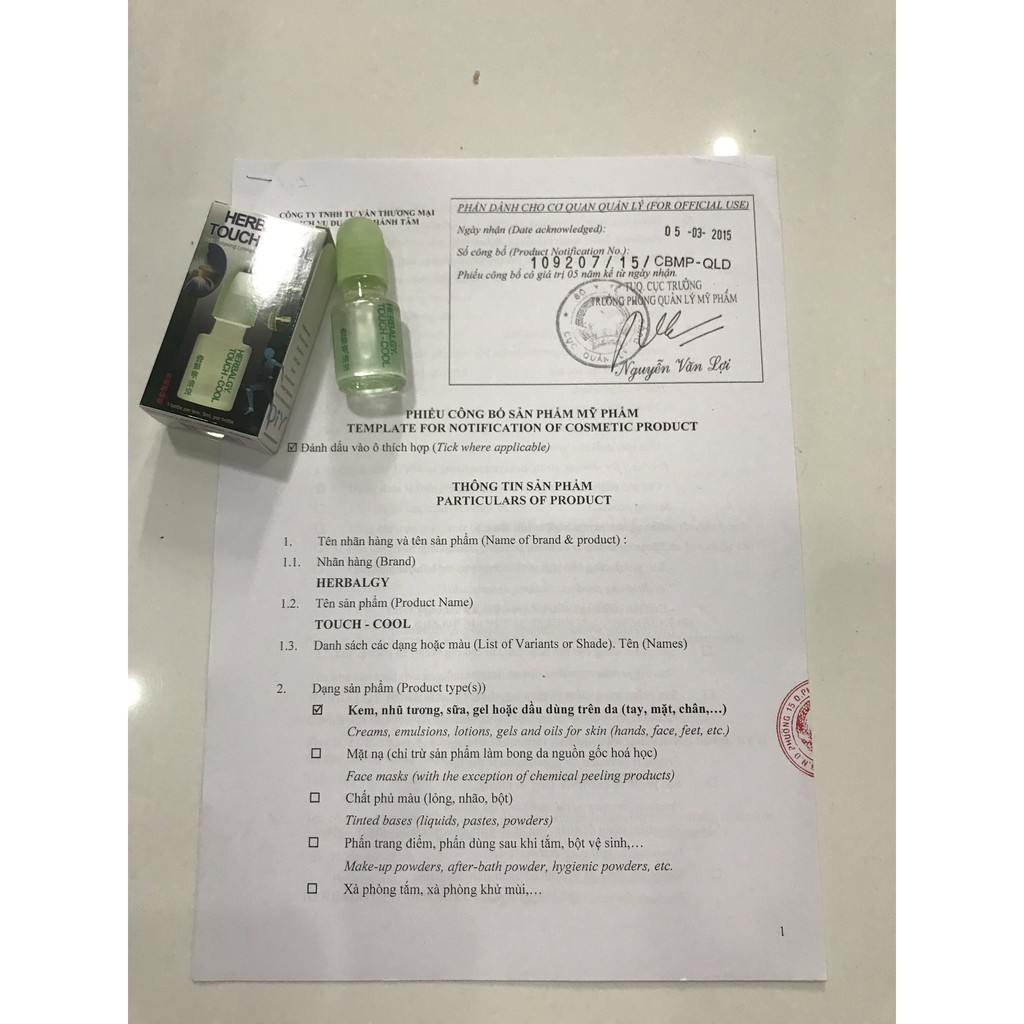 CÔNG TY TNHH TƯ VẤN THƯƠNG MẠI
PHẦN DÀNH CHO CƠ QUAN QUẢN LÝ (FOR OFFICIAL USE)
Ngày nhận (Date acknowledged): 05-03-2015
Số công bố (Product Notification No.):
109207/15/CBMP-QLD
Phiếu công bố có giá trị 05 năm kể từ ngày nhận.
TUQ. CỤC TRƯỞNG
TRƯỞNG PHÒNG QUẢN LÝ MỸ PHẨM
Nguyễn Văn Lợi
HERBALGY
TOUCH-COOL
HERBALGY
TOUCH-COOL
DIY
PHIẾU CÔNG BỐ SẢN PHẨM MỸ PHẨM
TEMPLATE FOR NOTIFICATION OF COSMETIC PRODUCT
☑ Đánh dấu vào ô thích hợp (Tick where applicable)
THÔNG TIN SẢN PHẨM
PARTICULARS OF PRODUCT
1. Tên nhãn hàng và tên sản phẩm (Name of brand & product) :
1.1. Nhãn hàng (Brand)
HERBALGY
1.2. Tên sản phẩm (Product Name)
TOUCH - COOL
1.3. Danh sách các dạng hoặc màu (List of Variants or Shade). Tên (Names)
2. Dạng sản phẩm (Product type(s))
☑ Kem, nhũ tương, sữa, gel hoặc dầu dùng trên da (tay, mặt, chân,…)
Creams, emulsions, lotions, gels and oils for skin (hands, face, feet, etc.)
☐ Mặt nạ (chỉ trừ sản phẩm làm bong da nguồn gốc hoá học)
Face masks (with the exception of chemical peeling products)
☐ Chất phủ màu (lỏng, nhão, bột)
Tinted bases (liquids, pastes, powders)
☐ Phấn trang điểm, phấn dùng sau khi tắm, bột vệ sinh,…
Make-up powders, after-bath powder, hygienic powders, etc.
☐ Xà phòng tắm, xà phòng khử mùi,…
1